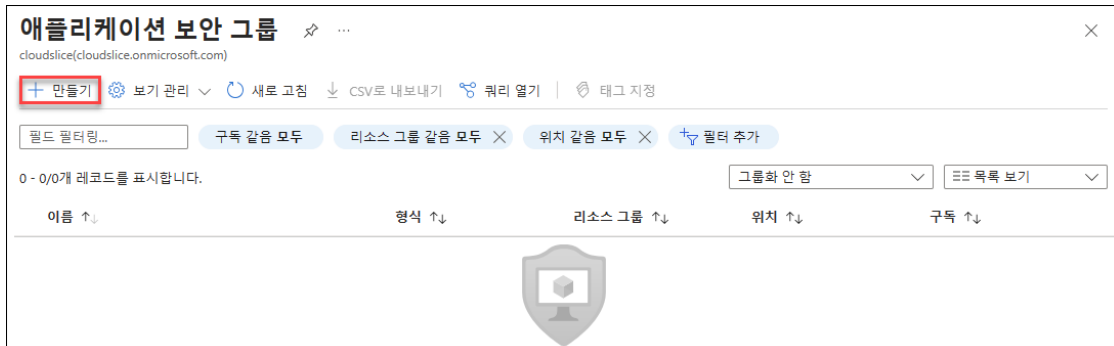 애플리케이션 보안 그룹
cloudslice(cloudslice.onmicrosoft.com)
만들기 보기 관리 새로 고침 CSV로 내보내기 쿼리 열기 태그 지정
필드 필터링... 구독 같음 모두 리소스 그룹 같음 모두 위치 같음 모두 필터 추가
0 - 0/0개 레코드를 표시합니다. 그룹화 안 함 목록 보기
이름 형식 리소스 그룹 위치 구독